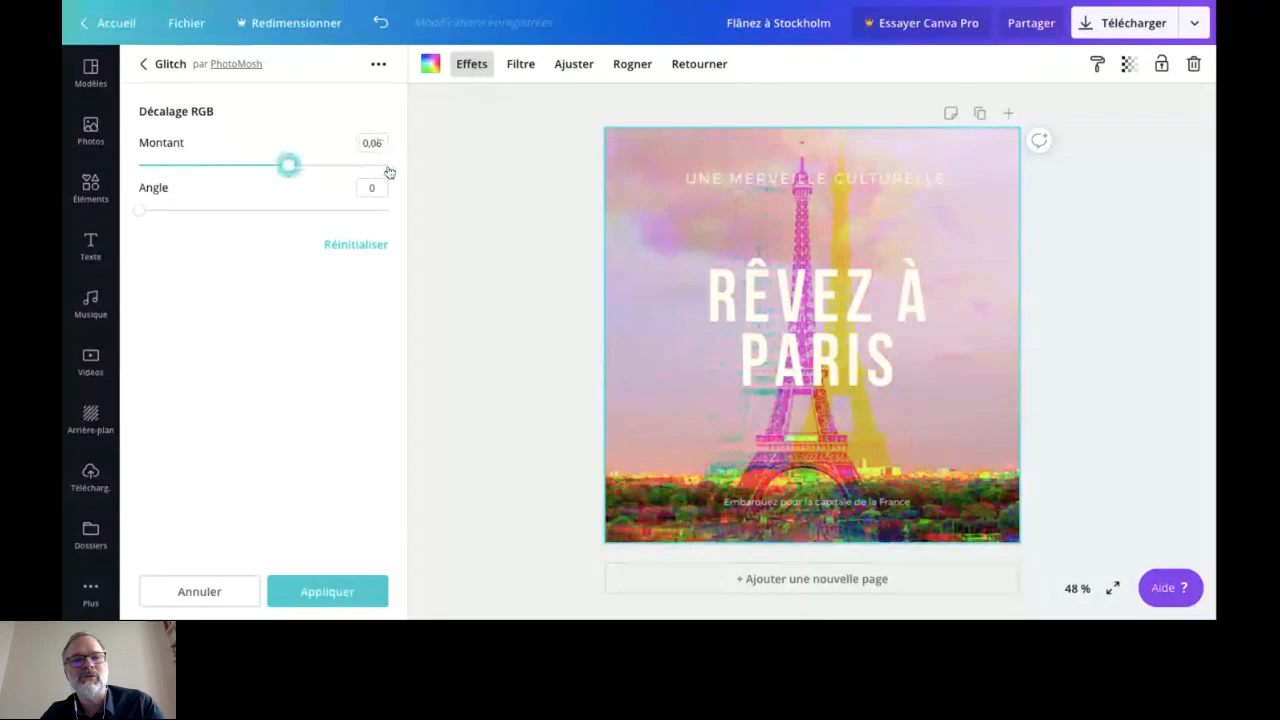 Accueil
Fichier
Redimensionner
Modifications enregistrées
Flânez à Stockholm
Essayer Canva Pro
Partager
Télécharger
Modèles
Photos
Éléments
Texte
Musique
Vidéos
Arrière-plan
Télécharg.
Dossiers
Plus
Glitch par PhotoMosh
Décalage RGB
Montant 0,06
Angle 0
Réinitialiser
Annuler
Appliquer
Effets
Filtre
Ajuster
Rogner
Retourner
UNE MERVEILLE CULTURELLE
RÊVEZ À
PARIS
Embarquez pour la capitale de la France
+ Ajouter une nouvelle page
48 %
Aide ?